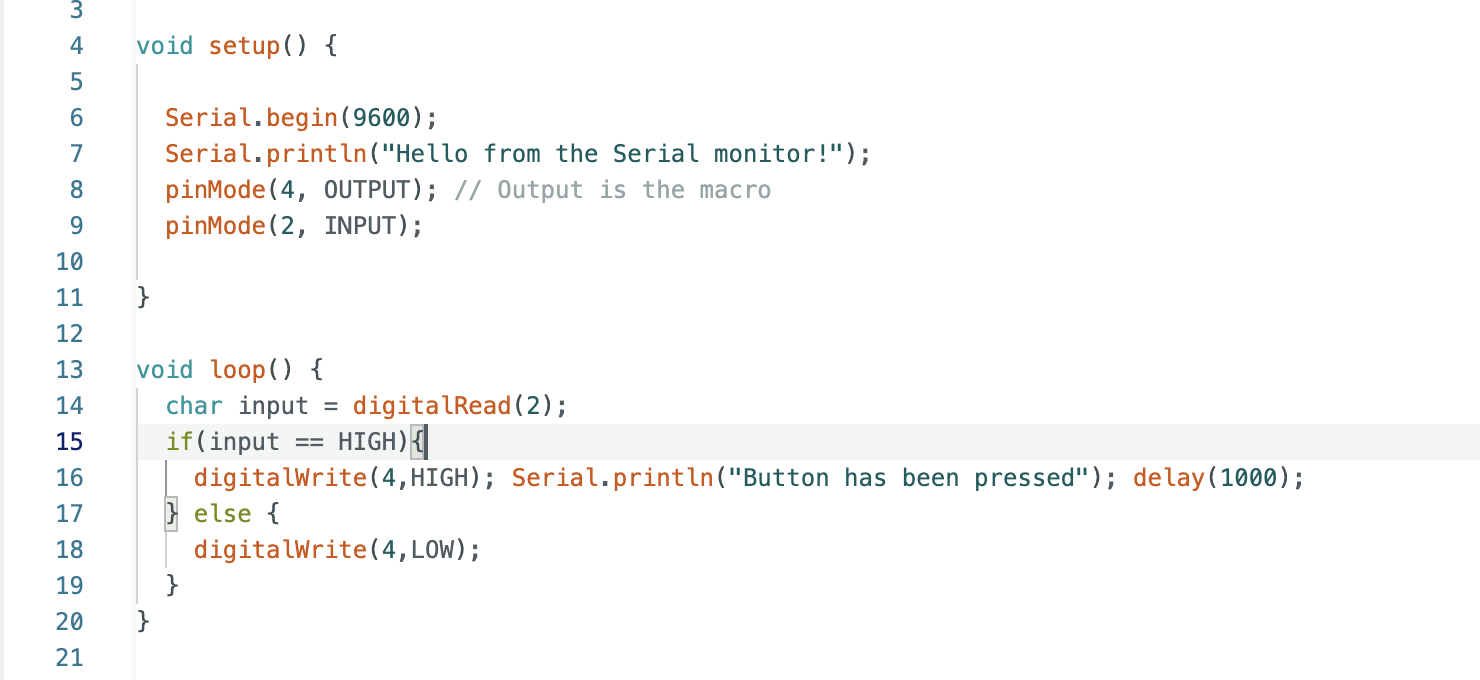 3
4 void setup() {
5
6 Serial.begin(9600);
7 Serial.println("Hello from the Serial monitor!");
8 pinMode(4, OUTPUT); // Output is the macro
9 pinMode(2, INPUT);
10
11 }
12
13 void loop() {
14 char input = digitalRead(2);
15 if(input == HIGH){
16 digitalWrite(4,HIGH); Serial.println("Button has been pressed"); delay(1000);
17 } else {
18 digitalWrite(4,LOW);
19 }
20 }
21